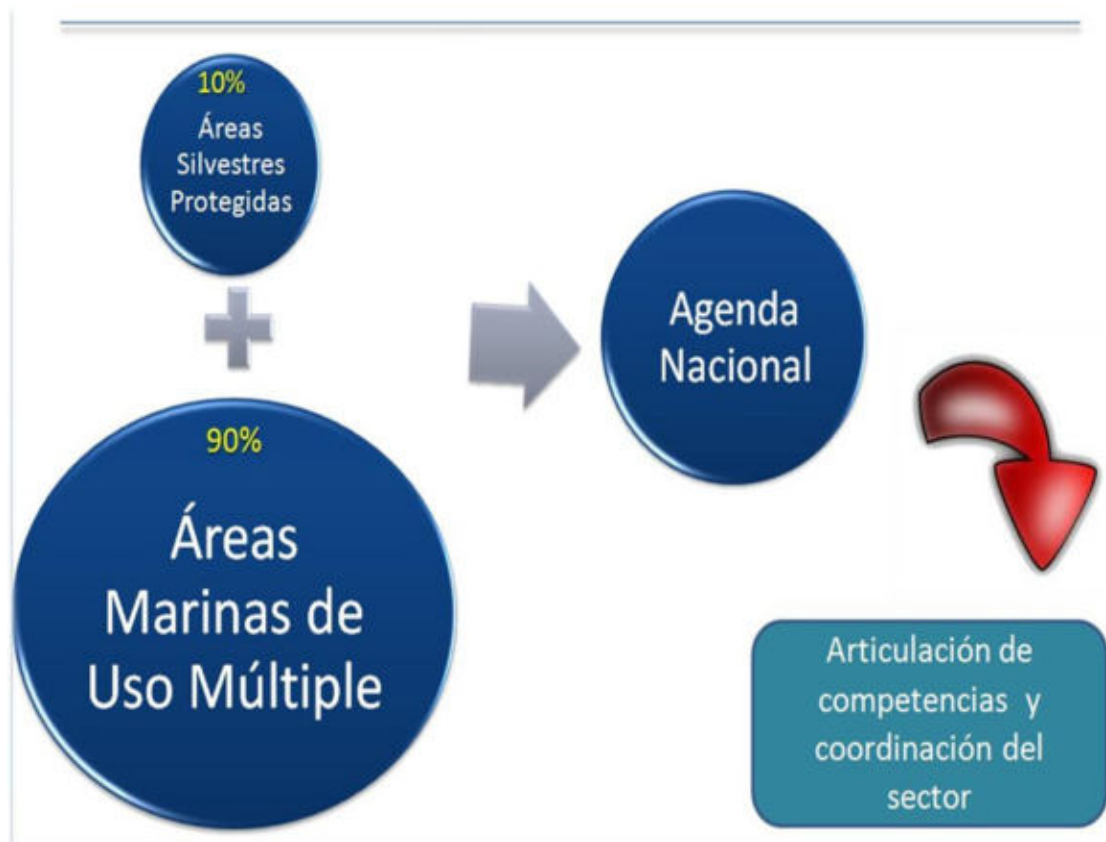 10%
Áreas
Silvestres
Protegidas
90%
Áreas
Marinas de
Uso Múltiple
Agenda
Nacional
Articulación de
competencias y
coordinación del
sector